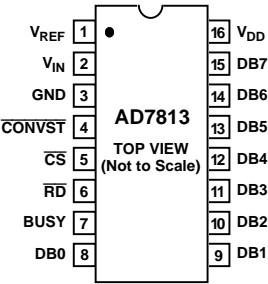 VREF 1 16 VDD
VIN 2 15 DB7
GND 3 14 DB6
CONVST 4 AD7813 13 DB5
CS 5 TOP VIEW 12 DB4
(Not to Scale)
RD 6 11 DB3
BUSY 7 10 DB2
DB0 8 9 DB1